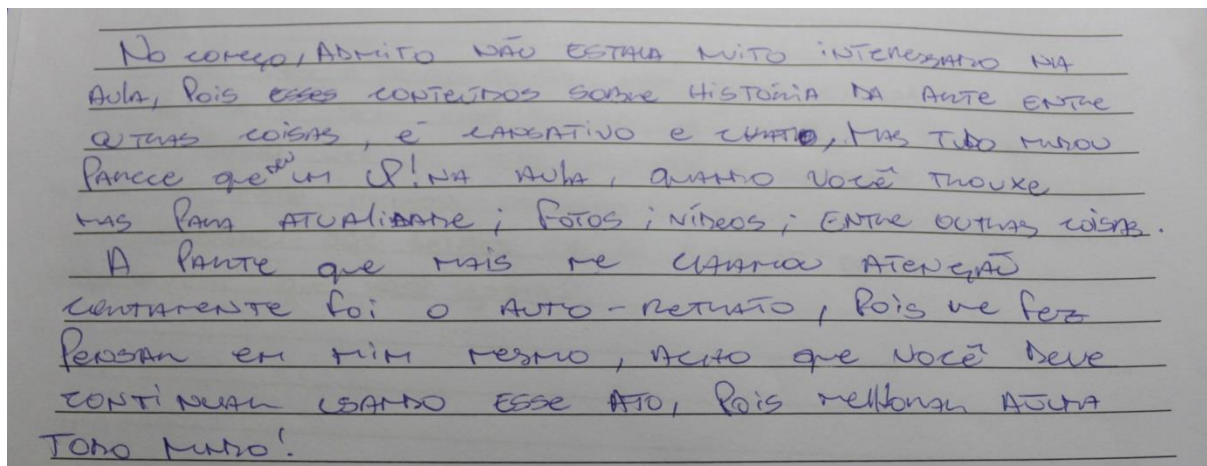 No começo, ADMITO NÃO ESTAVA MUITO iNTERESSADO NA
AULA, POIS ESSES CONTEÚDOS SOBRE HISTÓRIA DA ARTE ENTRE
OUTRAS COISAS, É CANSATIVO E CHATO, MAS TUDO MUDOU
PARECE que DEU UM UP! NA AULA, QUANDO VOCÊ TROUXE
MAS PARA ATUALIDADE; FOTOS; VÍDEOS; ENTRE OUTRAS COISAS.
A PARTE que MAIS ME CHAMOU ATENÇÃO
CERTAMENTE FOI O AUTO-RETRATO, POIS ME FEZ
PENSAR EM MIM MESMO, ACHO que VOCÊ DEVE
CONTINUAR USANDO ESSE ATO, POIS MELHORAR A
TODO MUNDO!